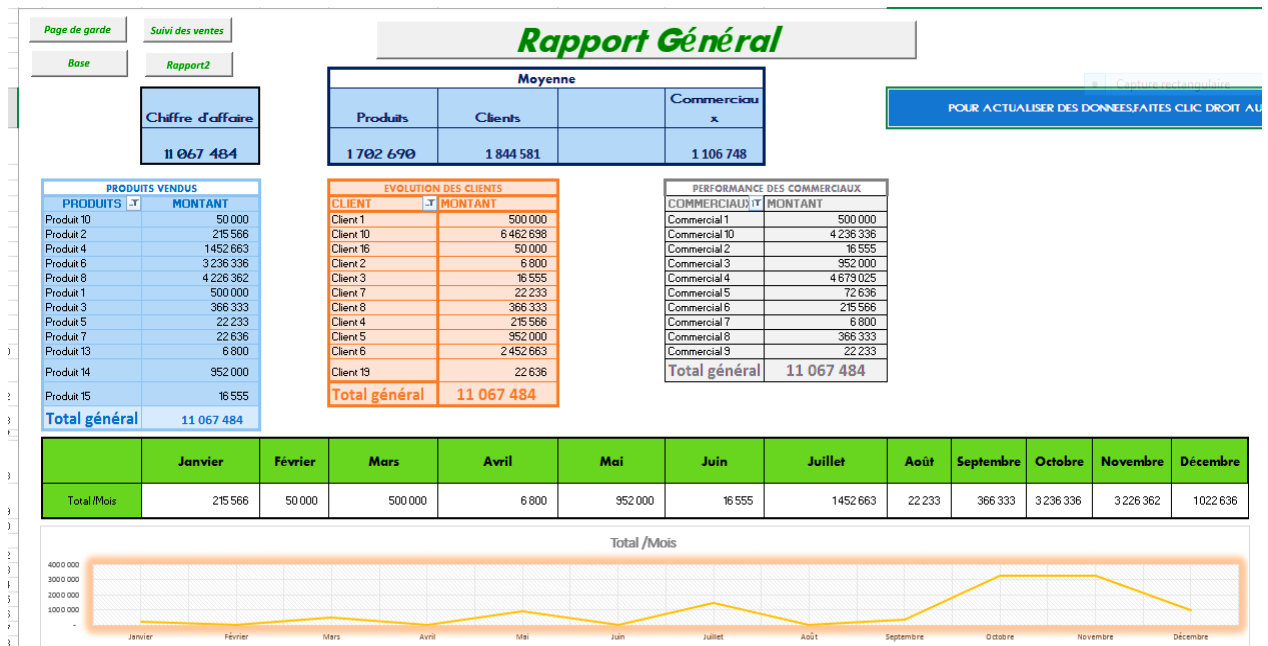 Page de garde
Suivi des ventes
Rapport Général
Base
Rapport2
Capture rectangulaire
POUR ACTUALISER DES DONNEES,FAITES CLIC DROIT AU
Moyenne
Chiffre d'affaire
Produits
Clients
Commerciau
x
11 067 484
1 702 690
1 844 581
1 106 748
PRODUITS VENDUS
PRODUITS MONTANT
Produit 10 50 000
Produit 2 215 566
Produit 4 1452 663
Produit 6 3 236 336
Produit 8 4 226 362
Produit 1 500 000
Produit 3 366 333
Produit 5 22 233
Produit 7 22 636
Produit 13 6 800
Produit 14 952 000
Produit 15 16 555
Total général 11 067 484
EVOLUTION DES CLIENTS
CLIENT MONTANT
Client 1 500 000
Client 10 6 462 698
Client 16 50 000
Client 2 6 800
Client 3 16 555
Client 7 22 233
Client 8 366 333
Client 4 215 566
Client 5 952 000
Client 6 2 452 663
Client 19 22 636
Total général 11 067 484
PERFORMANCE DES COMMERCIAUX
COMMERCIAUX MONTANT
Commercial 1 500 000
Commercial 10 4 236 336
Commercial 2 16 555
Commercial 3 952 000
Commercial 4 4 679 025
Commercial 5 72 636
Commercial 6 215 566
Commercial 7 6 800
Commercial 8 366 333
Commercial 9 22 233
Total général 11 067 484
Janvier Février Mars Avril Mai Juin Juillet Août Septembre Octobre Novembre Décembre
Total /Mois 215 566 50 000 500 000 6 800 952 000 16 555 1452 663 22 233 366 333 3 236 336 3 226 362 1 022 636
Total /Mois
4000 000
3000 000
2000 000
1000 000
-
Janvier Février Mars Avril Mai Juin Juillet Août Septembre Octobre Novembre Décembre